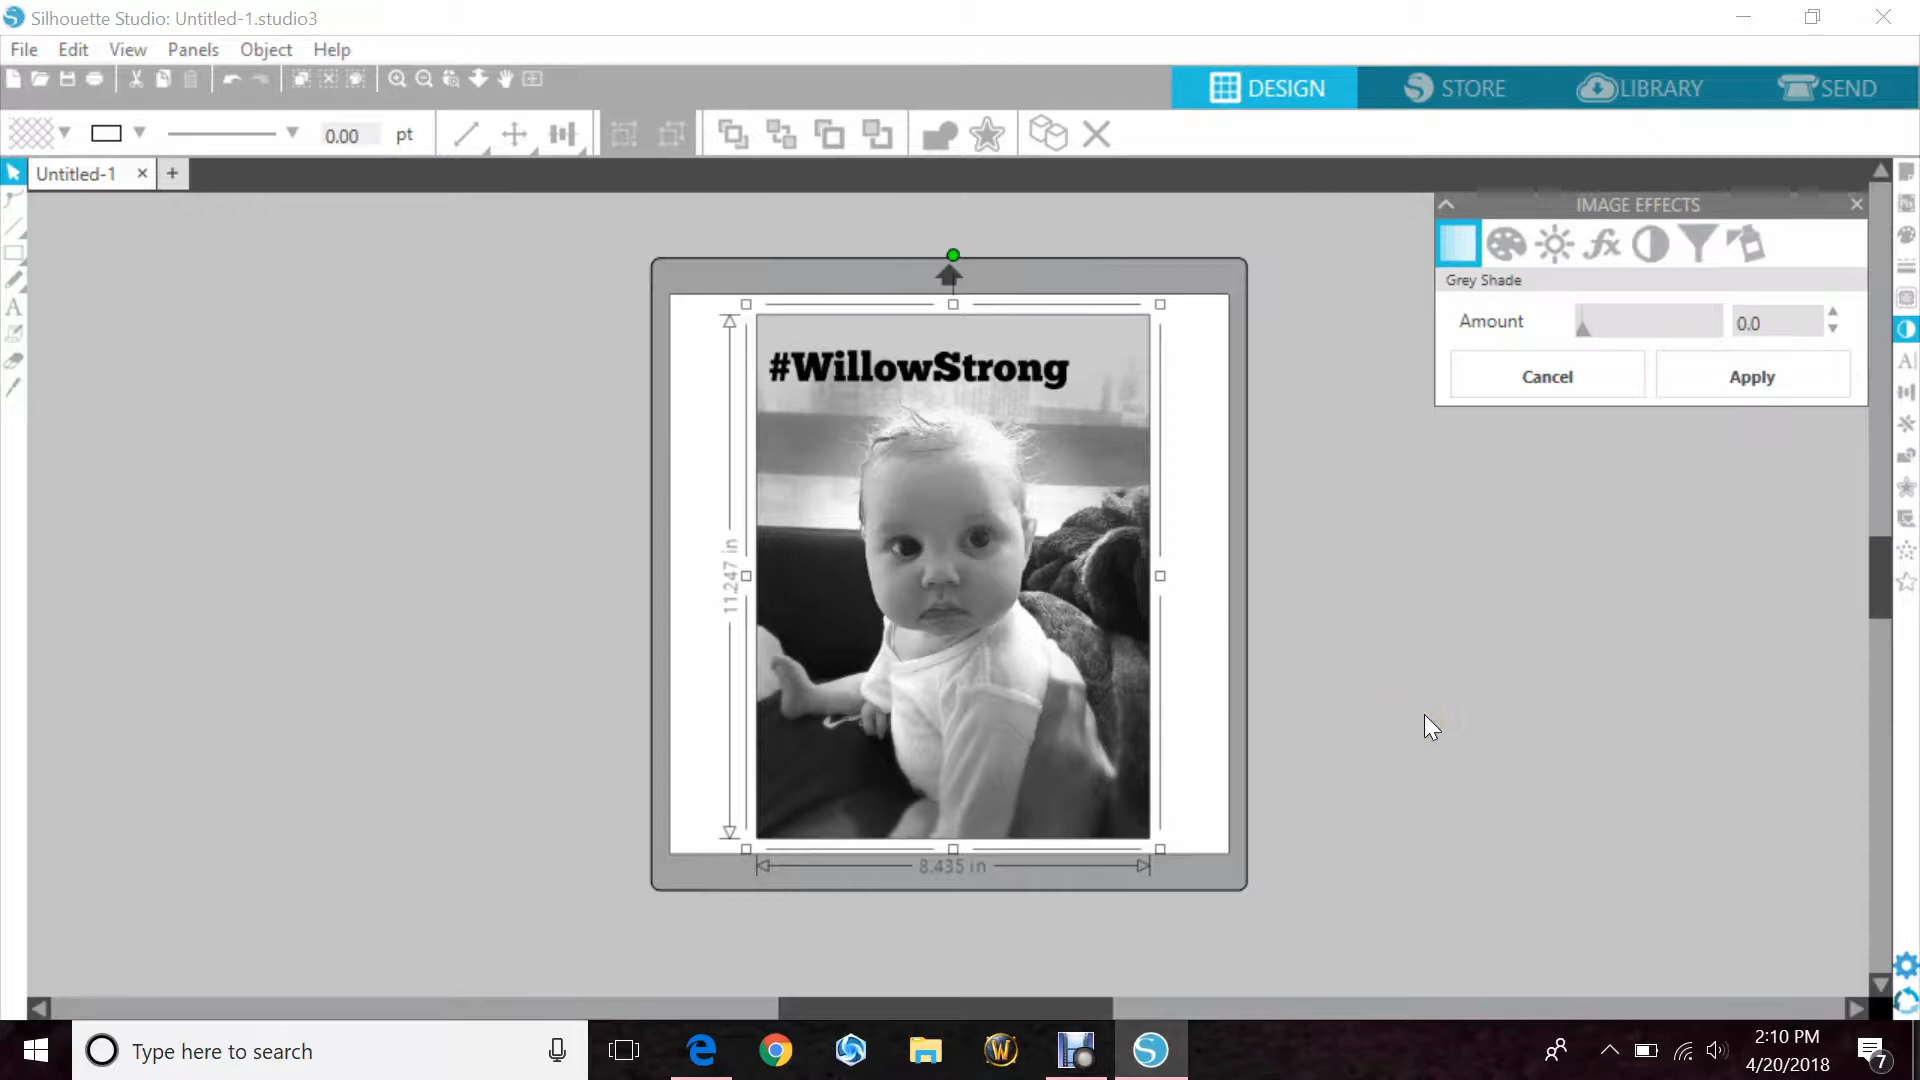 Silhouette Studio: Untitled-1.studio3
File Edit View Panels Object Help
DESIGN STORE LIBRARY SEND
0.00 pt
Untitled-1
IMAGE EFFECTS
Grey Shade
Amount 0.0
Cancel Apply
#WillowStrong
11.247 in
8.435 in
Type here to search
2:10 PM
4/20/2018
7